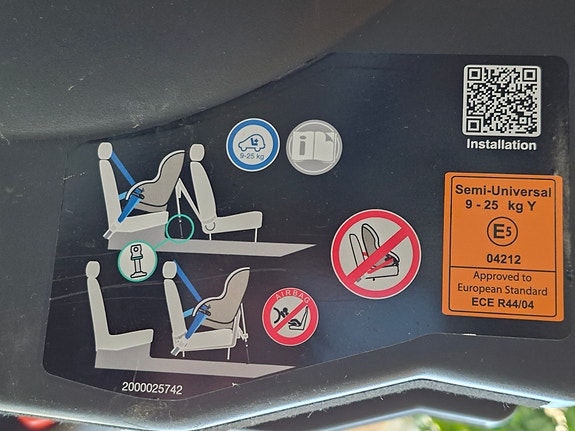 Installation
9-25 kg
Semi-Universal
9 - 25 kg Y
E5
04212
Approved to
European Standard
ECE R44/04
AIRBAG
2000025742